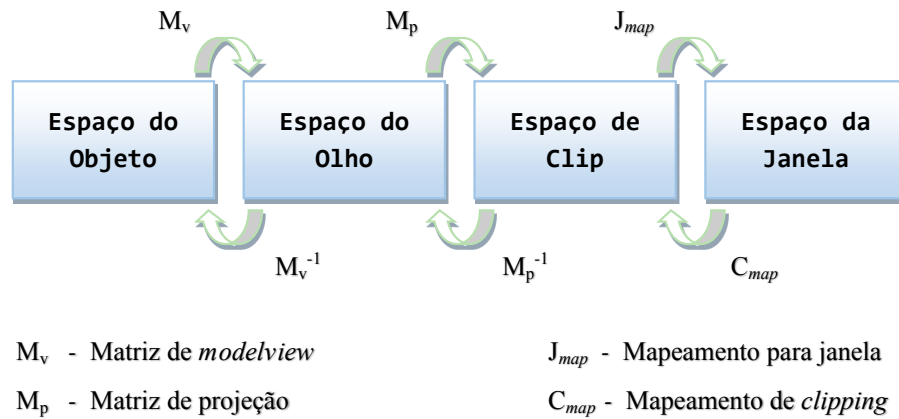 Mv Mp Jmap
Espaço do Espaço do Espaço de Espaço da
Objeto Olho Clip Janela
Mv-1 Mp-1 Cmap
Mv - Matriz de modelview Jmap - Mapeamento para janela
Mp - Matriz de projeção Cmap - Mapeamento de clipping